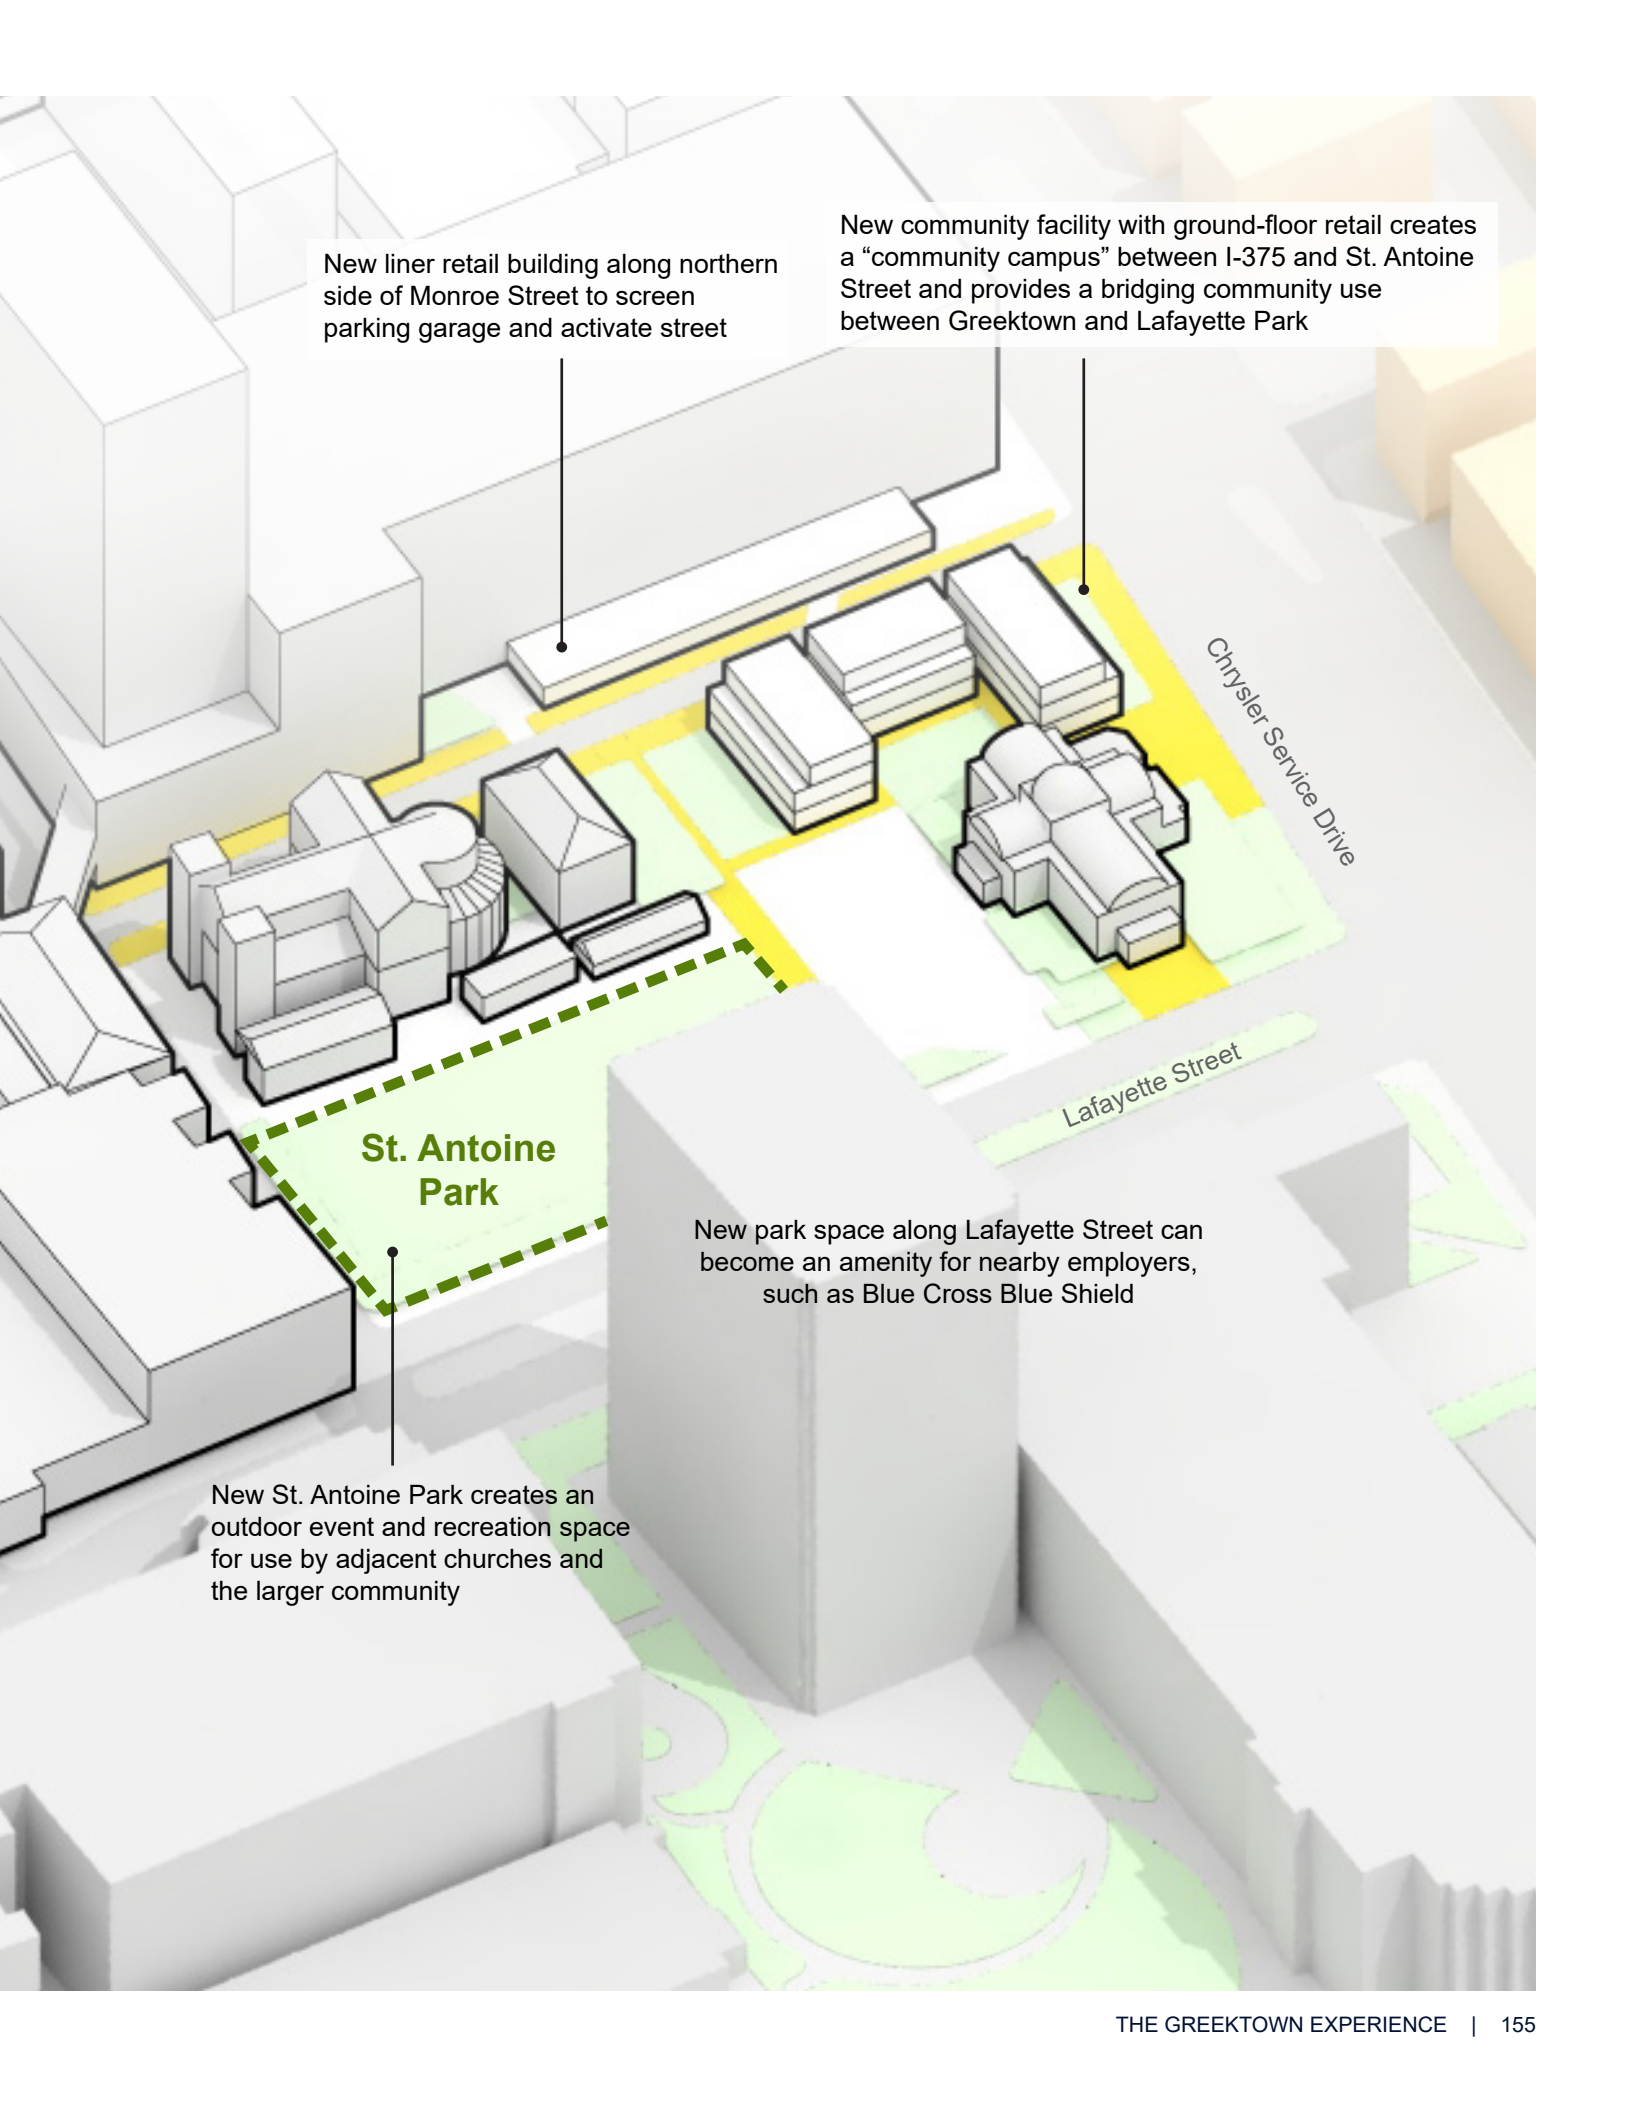 New liner retail building along northern
side of Monroe Street to screen
parking garage and activate street
New community facility with ground-floor retail creates
a “community campus” between I-375 and St. Antoine
Street and provides a bridging community use
between Greektown and Lafayette Park
Chrysler Service Drive
Lafayette Street
St. Antoine
Park
New park space along Lafayette Street can
become an amenity for nearby employers,
such as Blue Cross Blue Shield
New St. Antoine Park creates an
outdoor event and recreation space
for use by adjacent churches and
the larger community
THE GREEKTOWN EXPERIENCE | 155